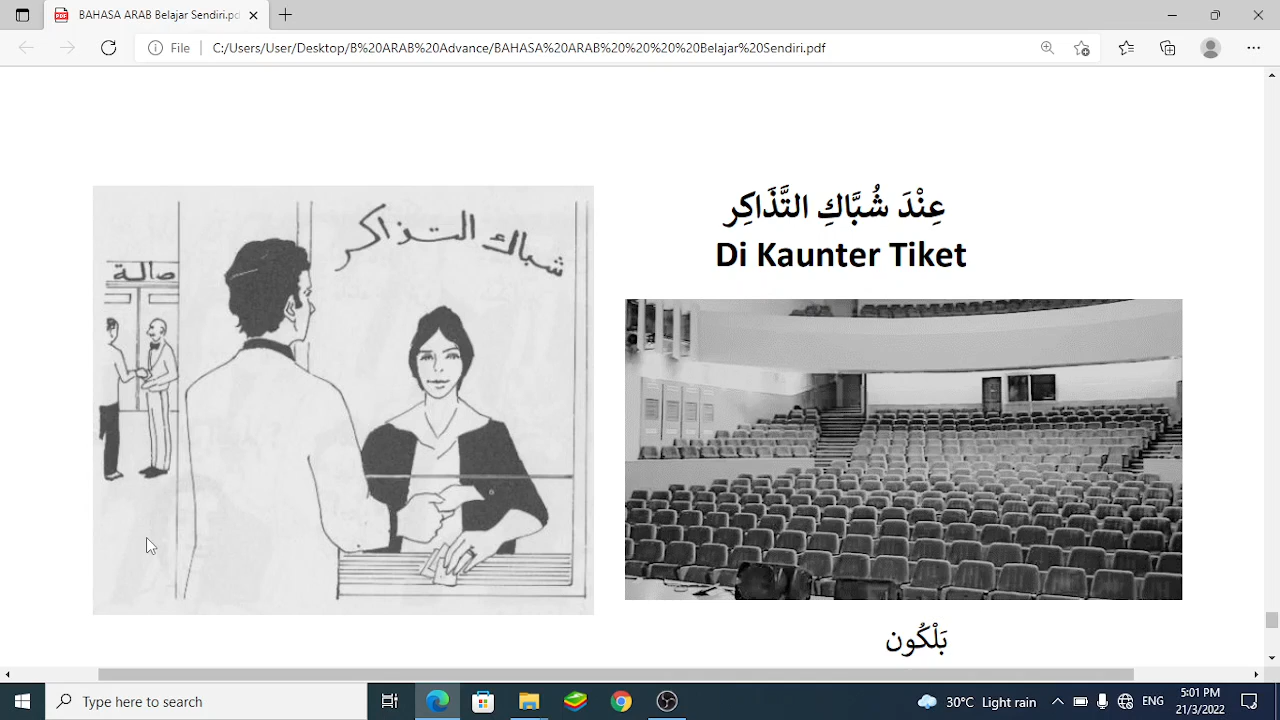 BAHASA ARAB Belajar Sendiri.pd
File
C:/Users/User/Desktop/B%20ARAB%20Advance/BAHASA%20ARAB%20%20%20%20Belajar%20Sendiri.pdf
شباك التذاكر
صالة
عِنْدَ شُبَّاكِ التَّذَاكِر
Di Kaunter Tiket
بَلْكُون
Type here to search
30°C Light rain
ENG
5:01 PM
21/3/2022